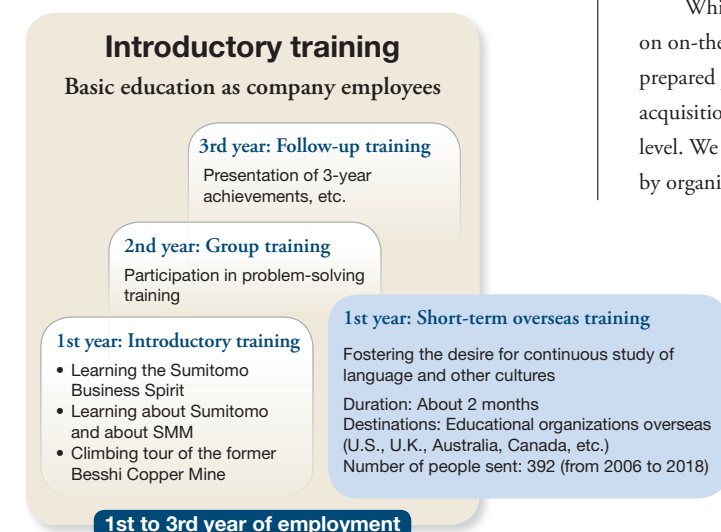 Introductory training
Basic education as company employees
3rd year: Follow-up training
Presentation of 3-year
achievements, etc.
2nd year: Group training
Participation in problem-solving
training
1st year: Introductory training
• Learning the Sumitomo
Business Spirit
• Learning about Sumitomo
and about SMM
• Climbing tour of the former
Besshi Copper Mine
1st year: Short-term overseas training
Fostering the desire for continuous study of
language and other cultures
Duration: About 2 months
Destinations: Educational organizations overseas
(U.S., U.K., Australia, Canada, etc.)
Number of people sent: 392 (from 2006 to 2018)
1st to 3rd year of employment
on on-the
prepared
acquisitio
level. We
by organi